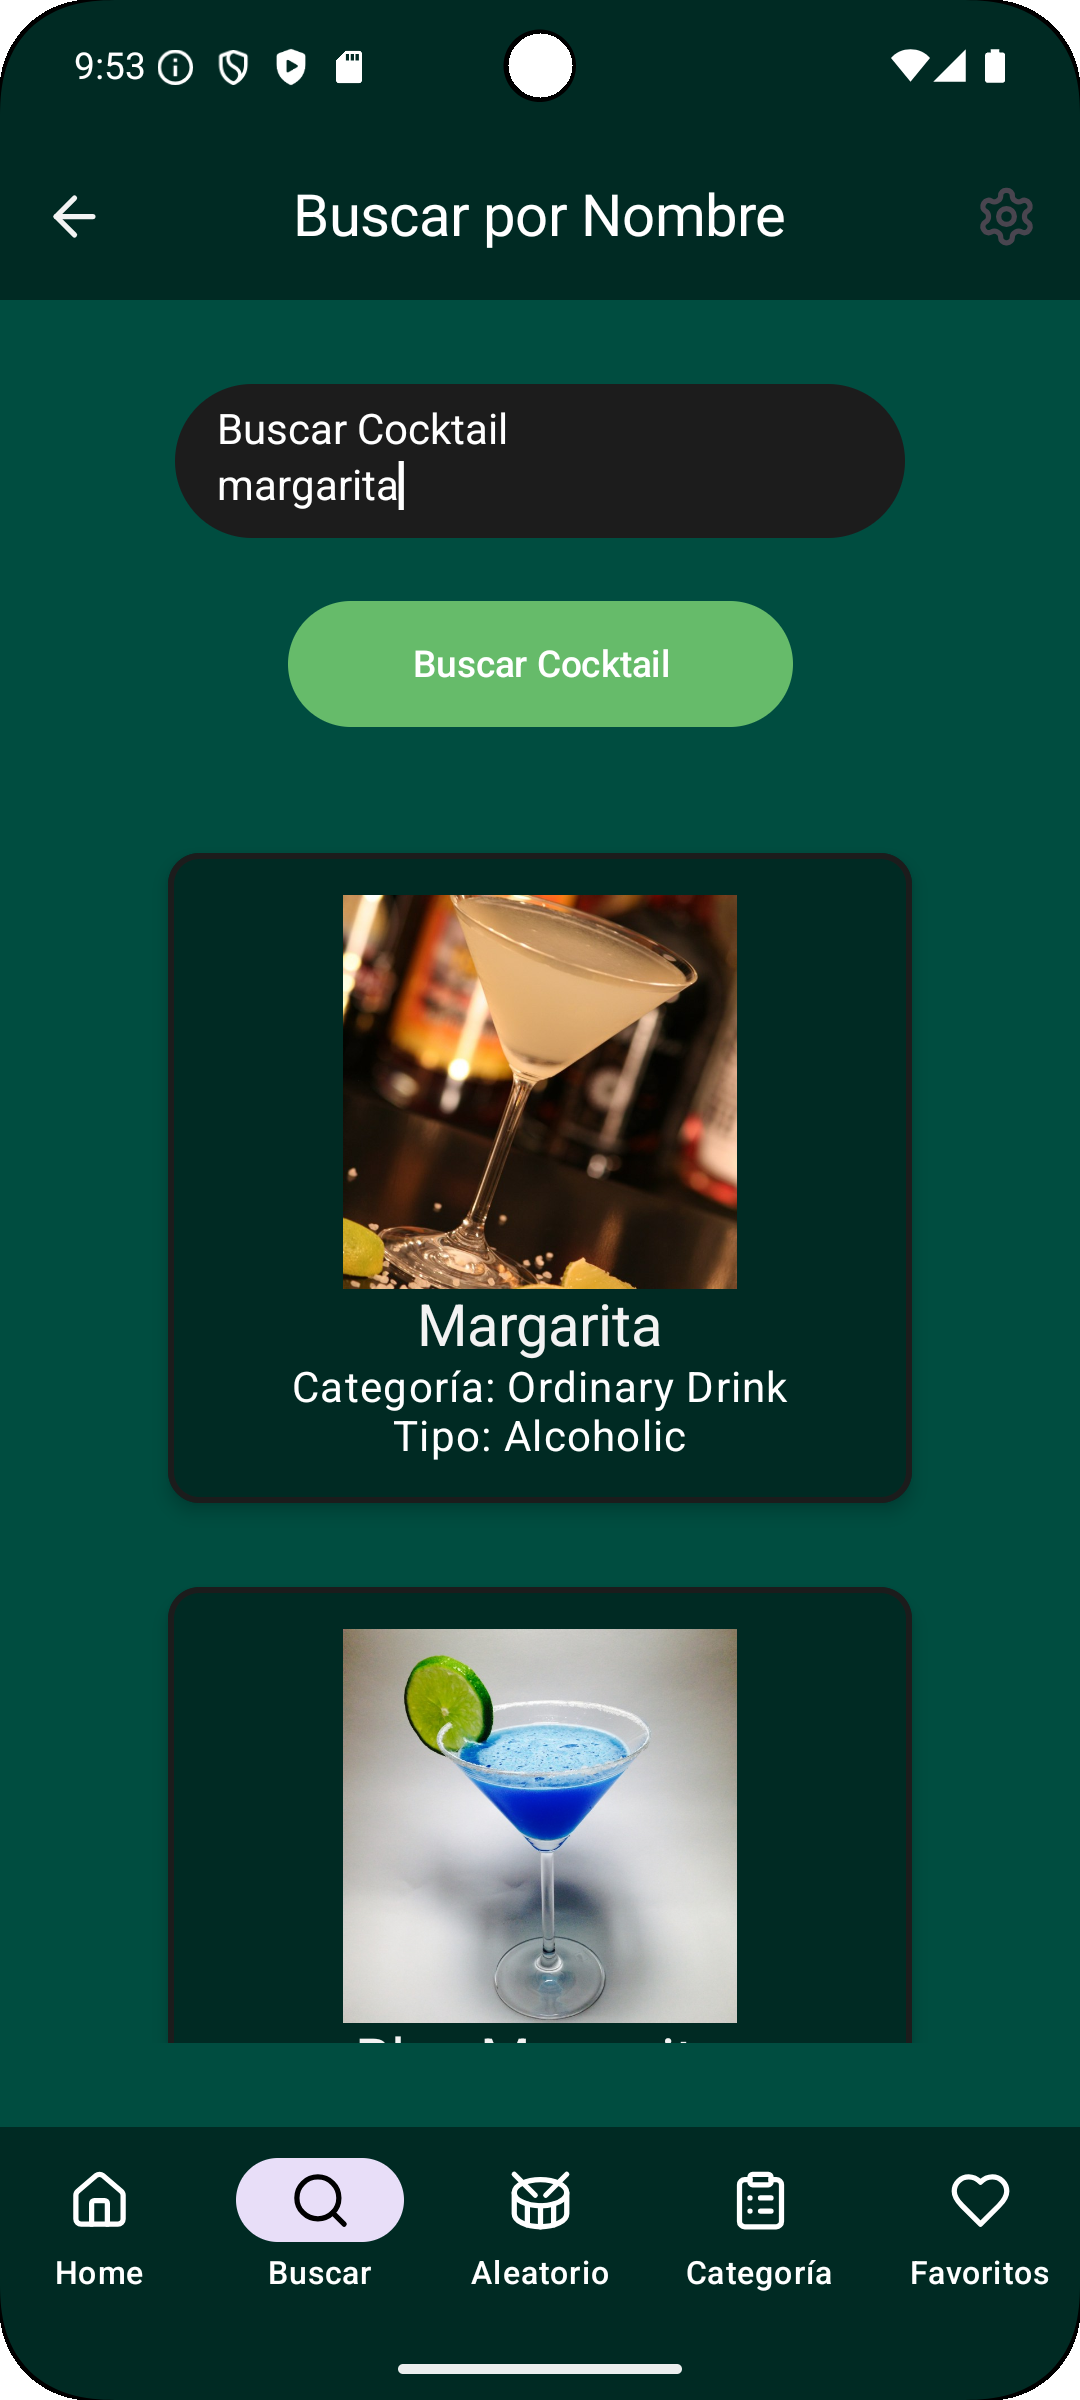 9:53
Buscar por Nombre
Buscar Cocktail
margarita
Buscar Cocktail
Margarita
Categoría: Ordinary Drink
Tipo: Alcoholic
Home
Buscar
Aleatorio
Categoría
Favoritos